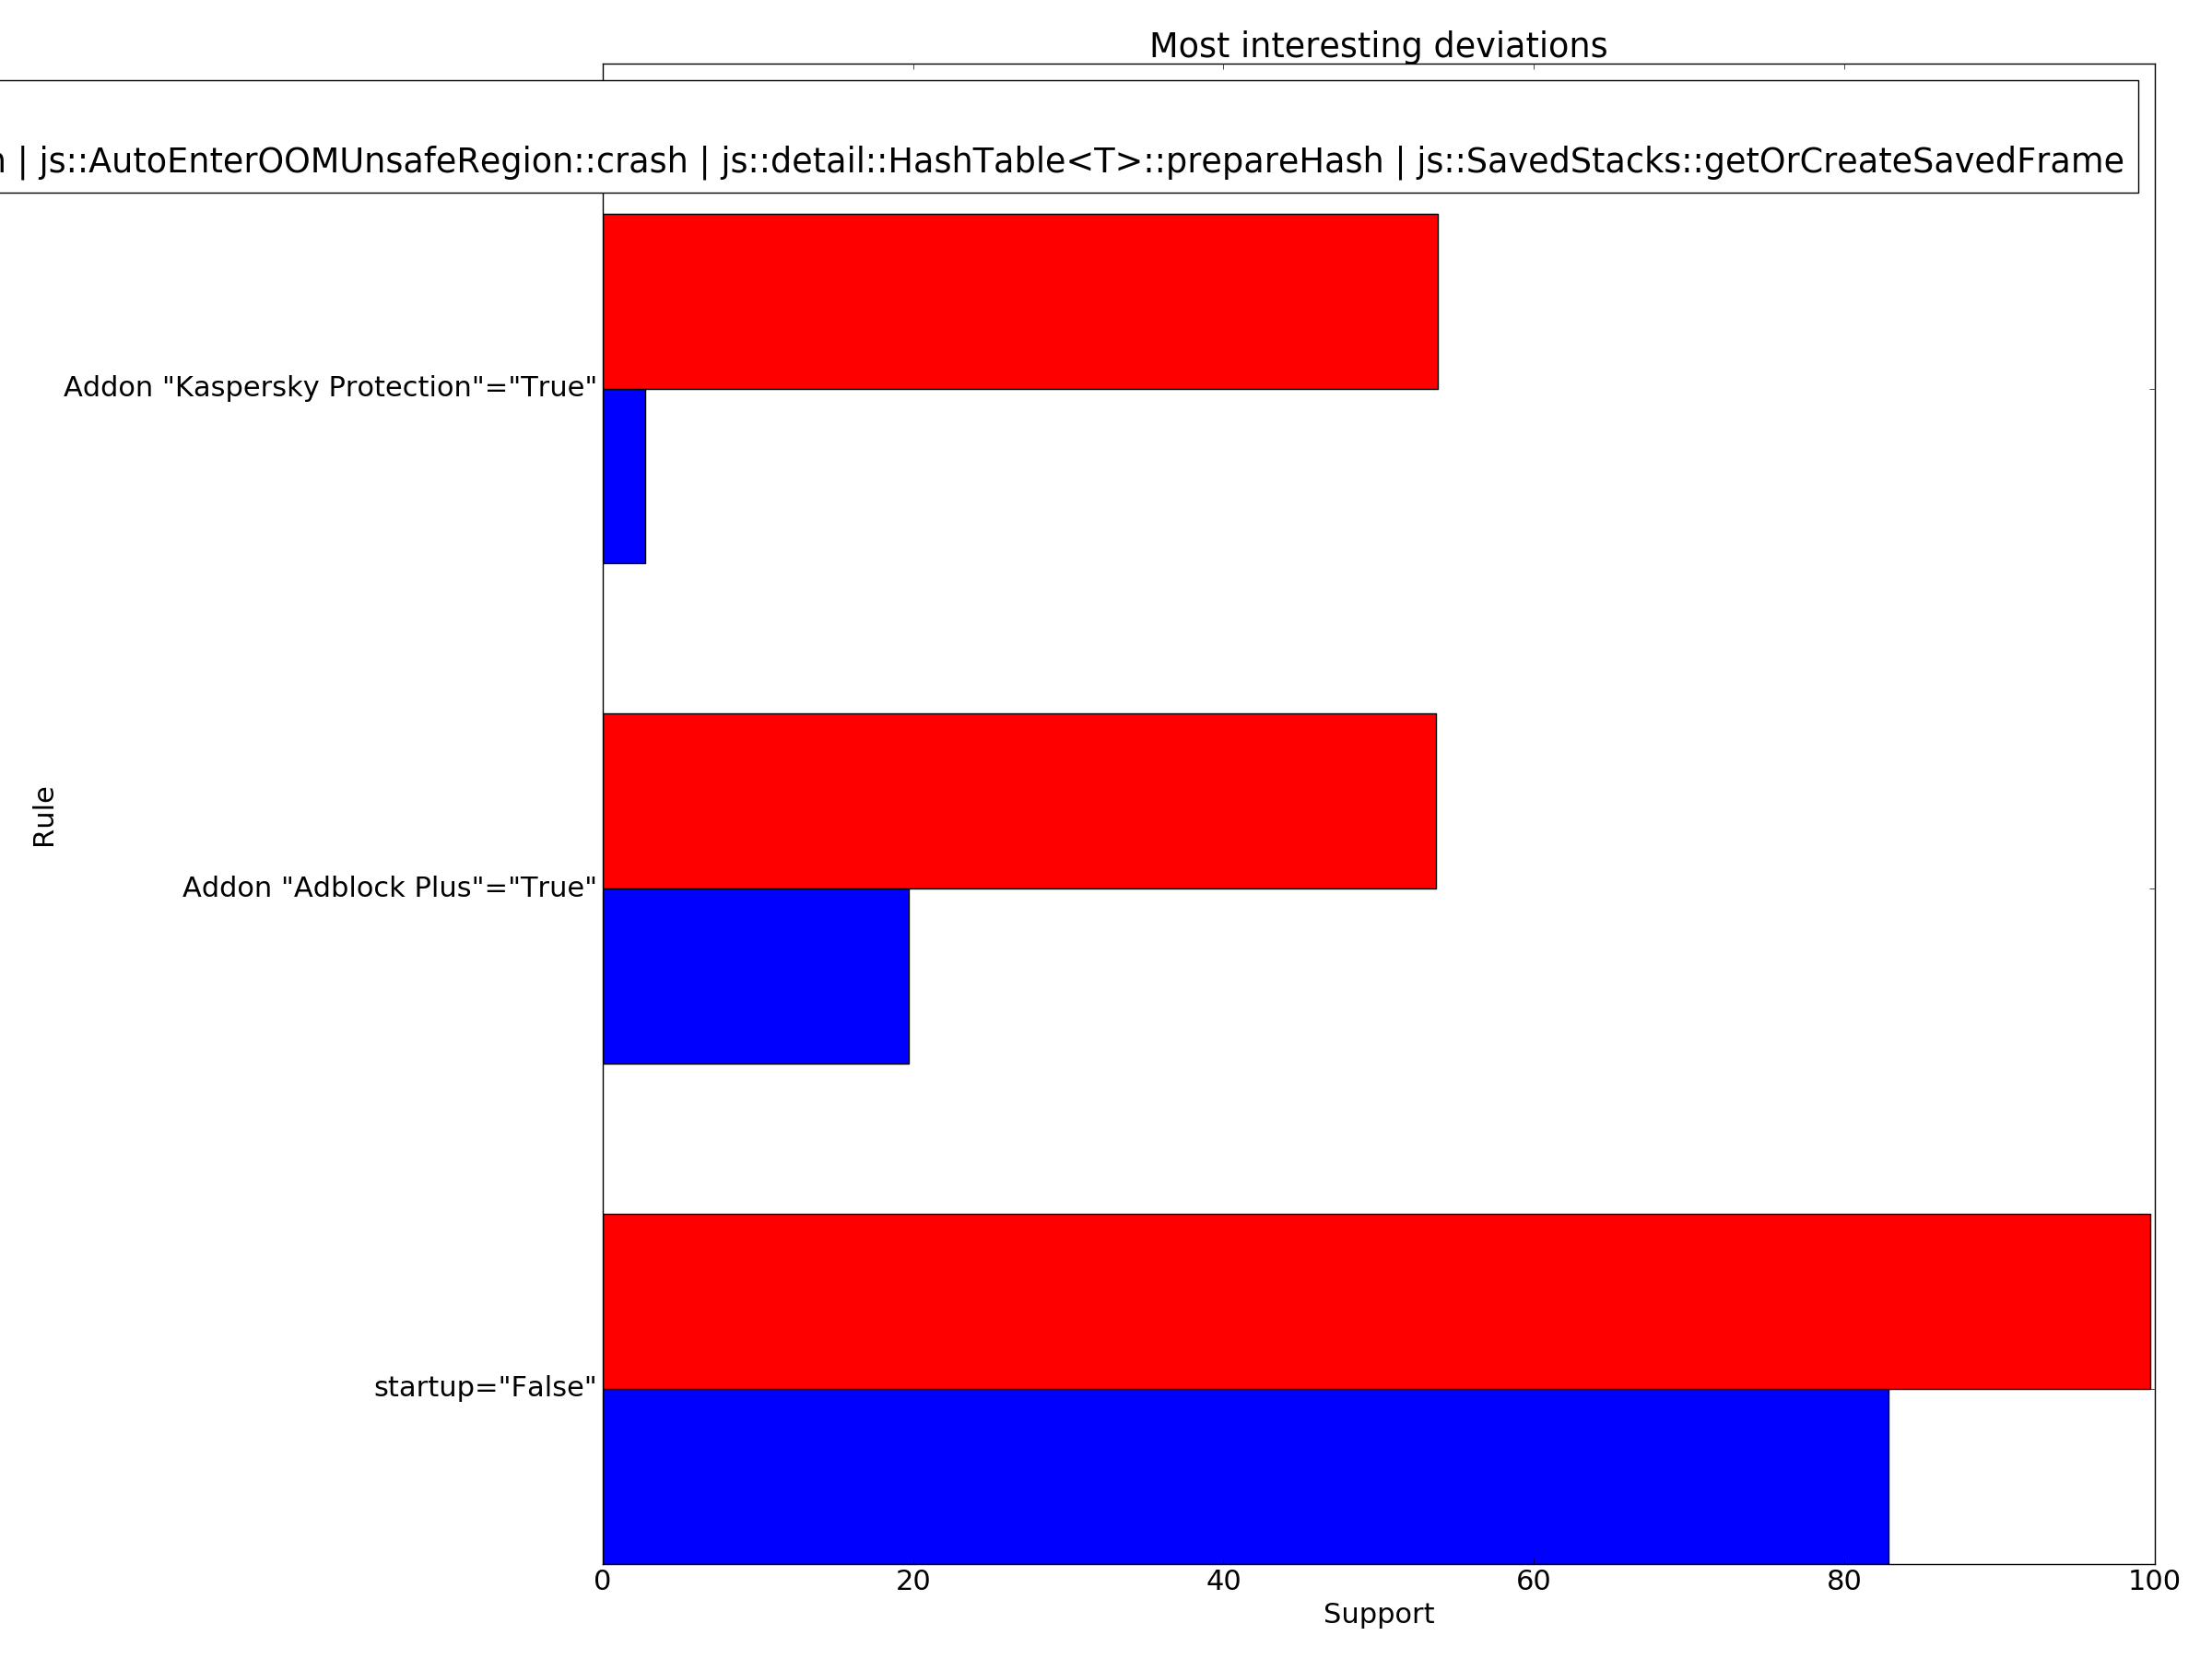 Most interesting deviations
| js::AutoEnterOOMUnsafeRegion::crash | js::detail::HashTable<T>::prepareHash | js::SavedStacks::getOrCreateSavedFrame
Addon "Kaspersky Protection"="True"
Rule
Addon "Adblock Plus"="True"
startup="False"
0 20 40 60 80 100
Support